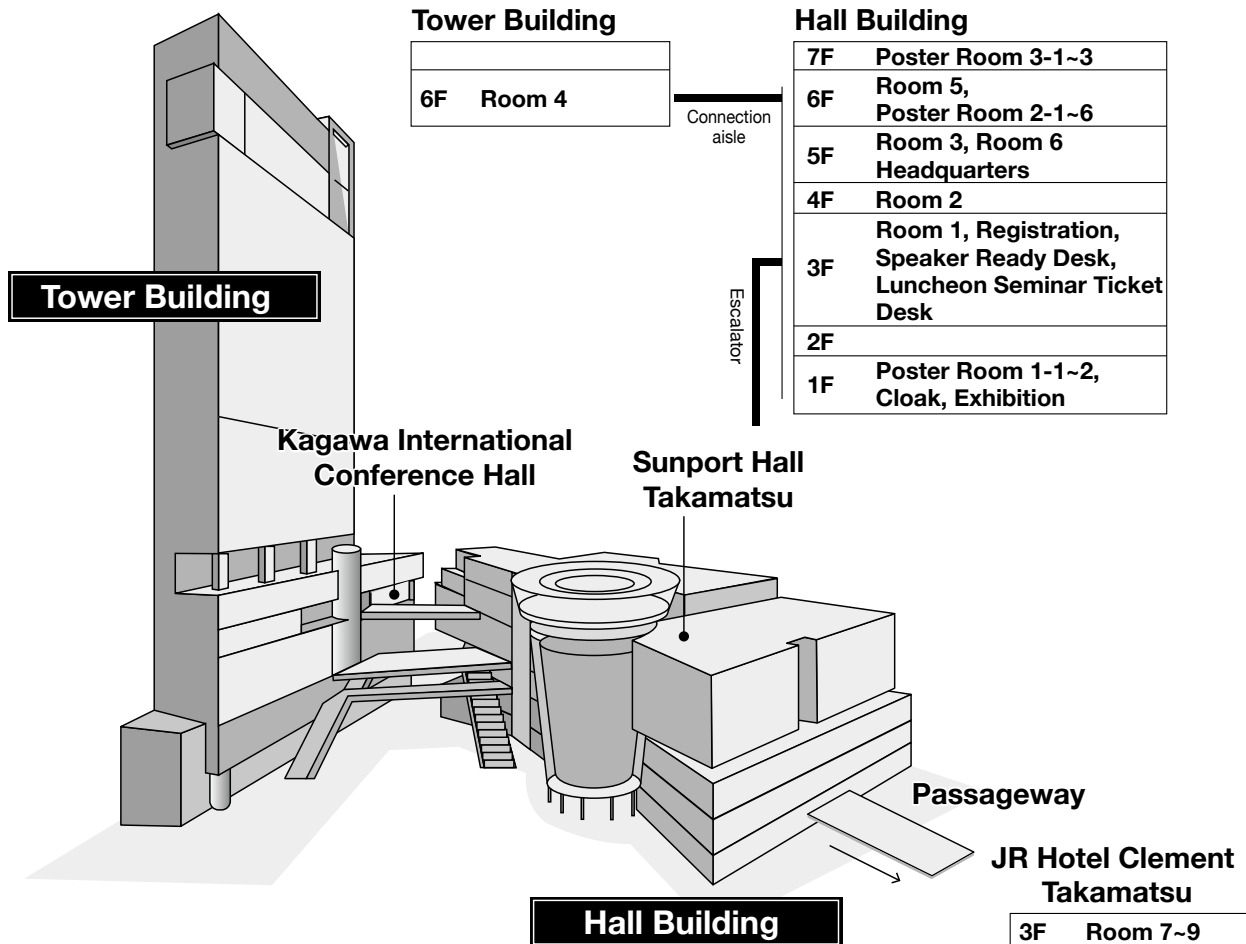 Tower Building
6F Room 4
Connection
aisle
Hall Building
7F Poster Room 3-1~3
6F Room 5,
Poster Room 2-1~6
5F Room 3, Room 6
Headquarters
4F Room 2
3F Room 1, Registration,
Speaker Ready Desk,
Luncheon Seminar Ticket
Desk
2F
1F Poster Room 1-1~2,
Cloak, Exhibition
Escalator
Tower Building
Kagawa International
Conference Hall
Sunport Hall
Takamatsu
Passageway
JR Hotel Clement
Takamatsu
3F Room 7~9
Hall Building